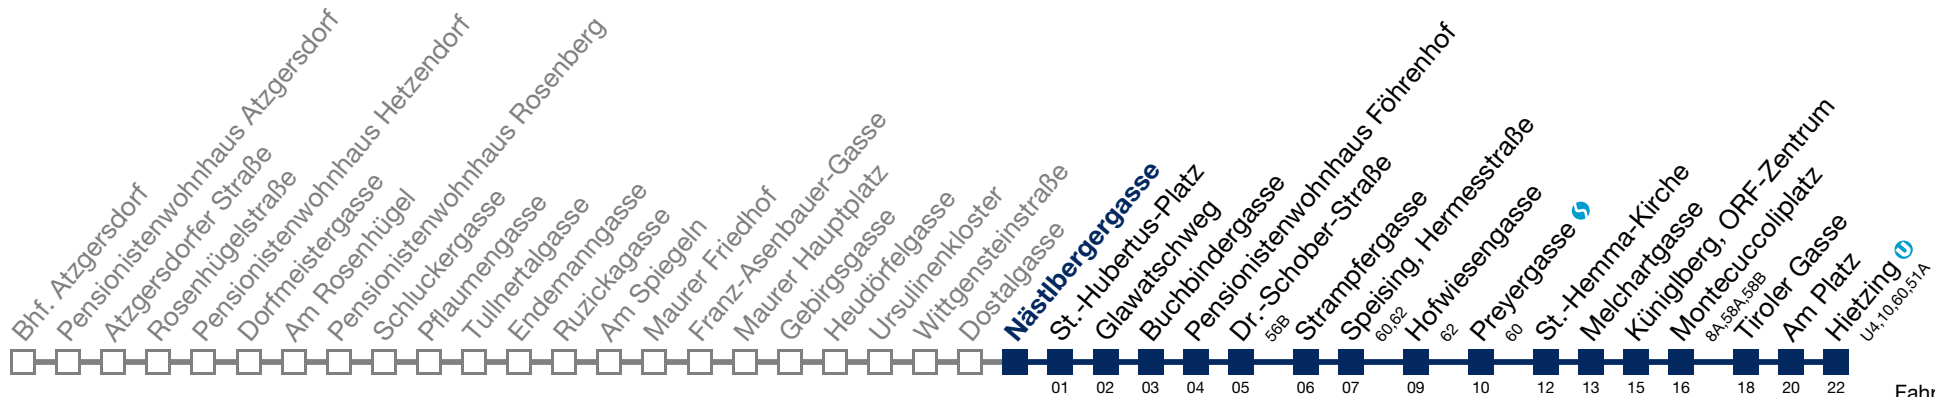 Bhf. Atzgersdorf
Pensionistenwohnhaus Atzgersdorf
Atzgersdorfer Straße
Rosenhügelstraße
Pensionistenwohnhaus Hetzendorf
Dorfmeistergasse
Am Rosenhügel
Pensionistenwohnhaus Rosenberg
Schluckergasse
Pflaumengasse
Tullnertalgasse
Endemanngasse
Ruzickagasse
Am Spiegeln
Maurer Friedhof
Franz-Asenbauer-Gasse
Maurer Hauptplatz
Gebirgsgasse
Heudörfelgasse
Ursulinenkloster
Wittgensteinstraße
Dostalgasse
Nästlbergergasse
St.-Hubertus-Platz
Glawatschweg
Buchbindergasse
Pensionistenwohnhaus Föhrenhof
Dr.-Schober-Straße
56B
Strampfergasse
Speising, Hermesstraße
60,62
Hofwiesengasse
62
Preyergasse S
60
St.-Hemma-Kirche
Melchartgasse
Küniglberg, ORF-Zentrum
Montecuccoliplatz
8A,58A,58B
Tiroler Gasse
Am Platz
Hietzing U
U4,10,60,51A
01 02 03 04 05 06 07 09 10 12 13 15 16 18 20 22
Fahr